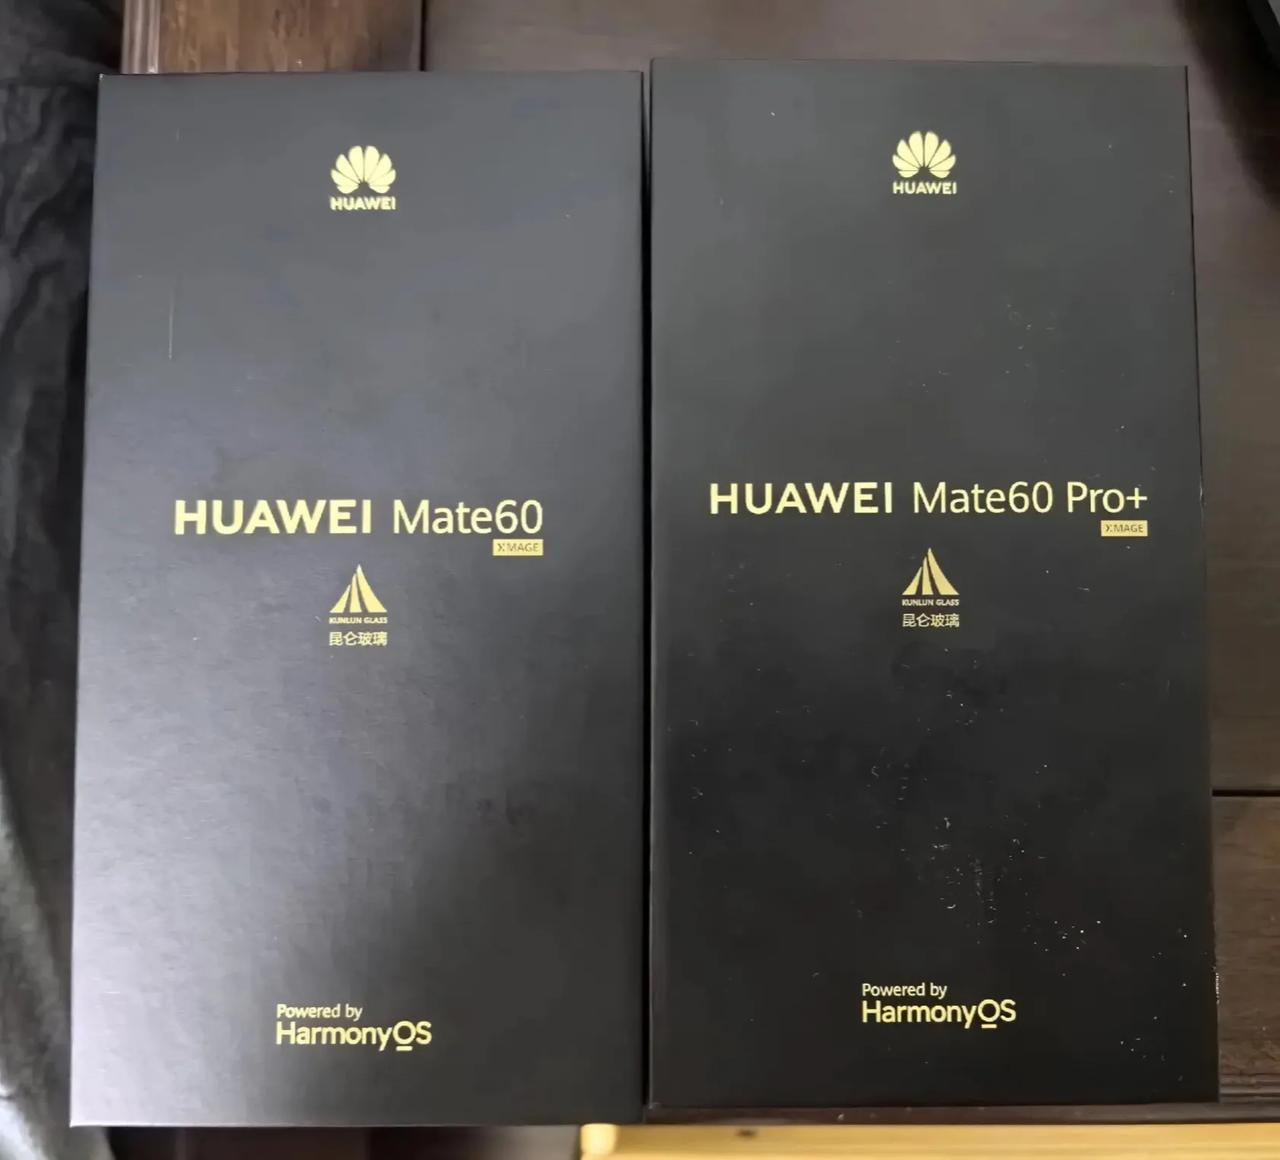 HUAWEI
HUAWEI Mate60
XMAGE
KUNLUN GLASS
昆仑玻璃
Powered by
HarmonyOS
HUAWEI
HUAWEI Mate60 Pro+
XMAGE
KUNLUN GLASS
昆仑玻璃
Powered by
HarmonyOS